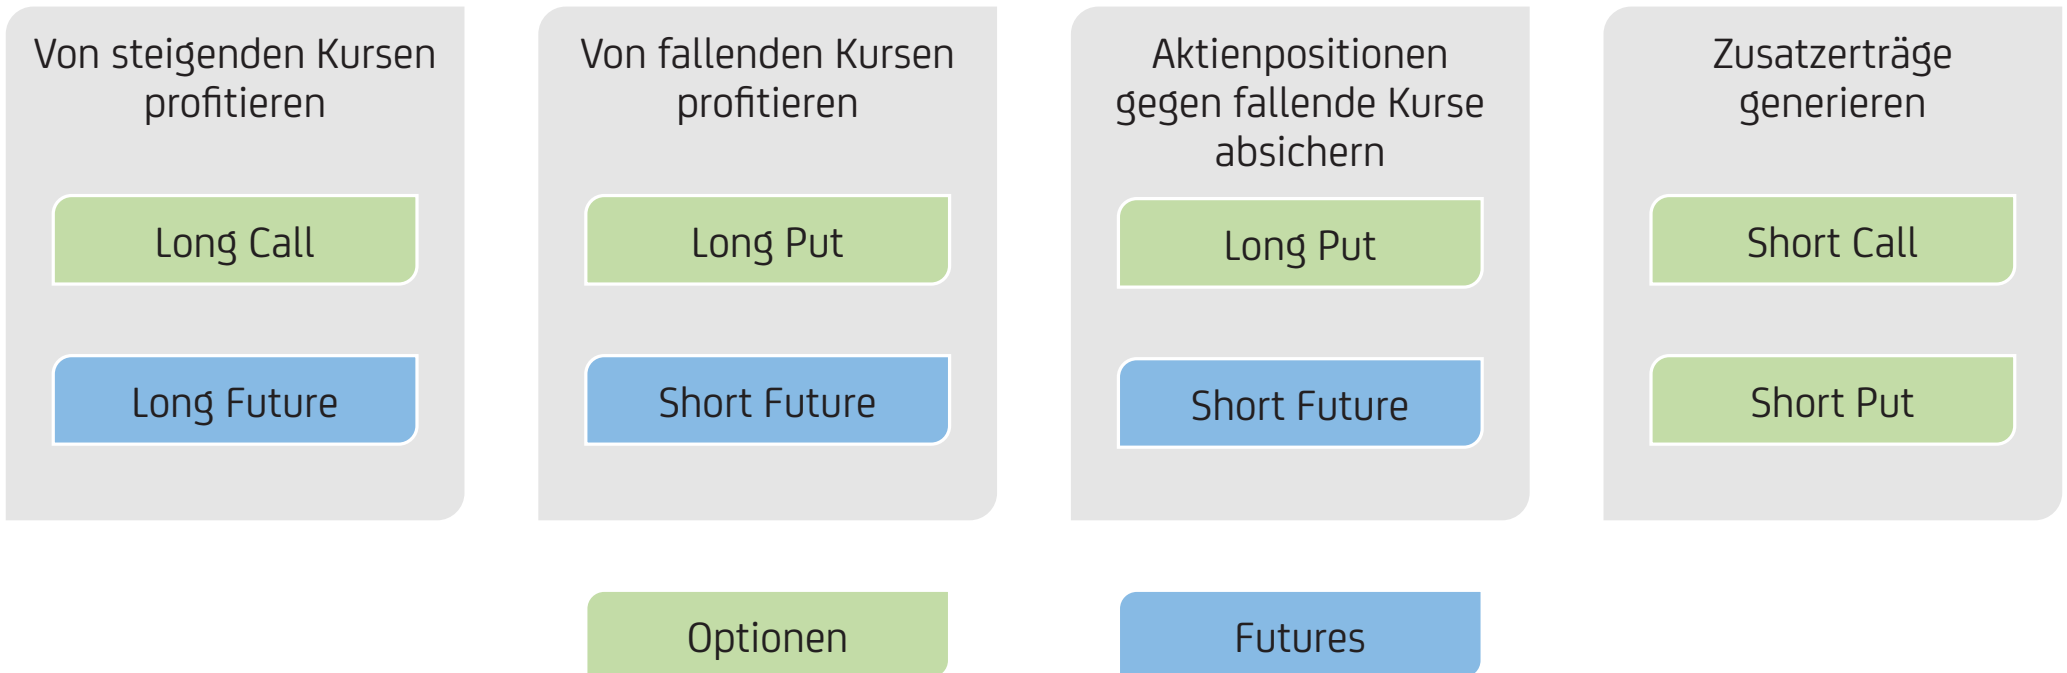 Von steigenden Kursen
profitieren
Long Call
Long Future
Von fallenden Kursen
profitieren
Long Put
Short Future
Aktienpositionen
gegen fallende Kurse
absichern
Long Put
Short Future
Zusatzerträge
generieren
Short Call
Short Put
Optionen
Futures